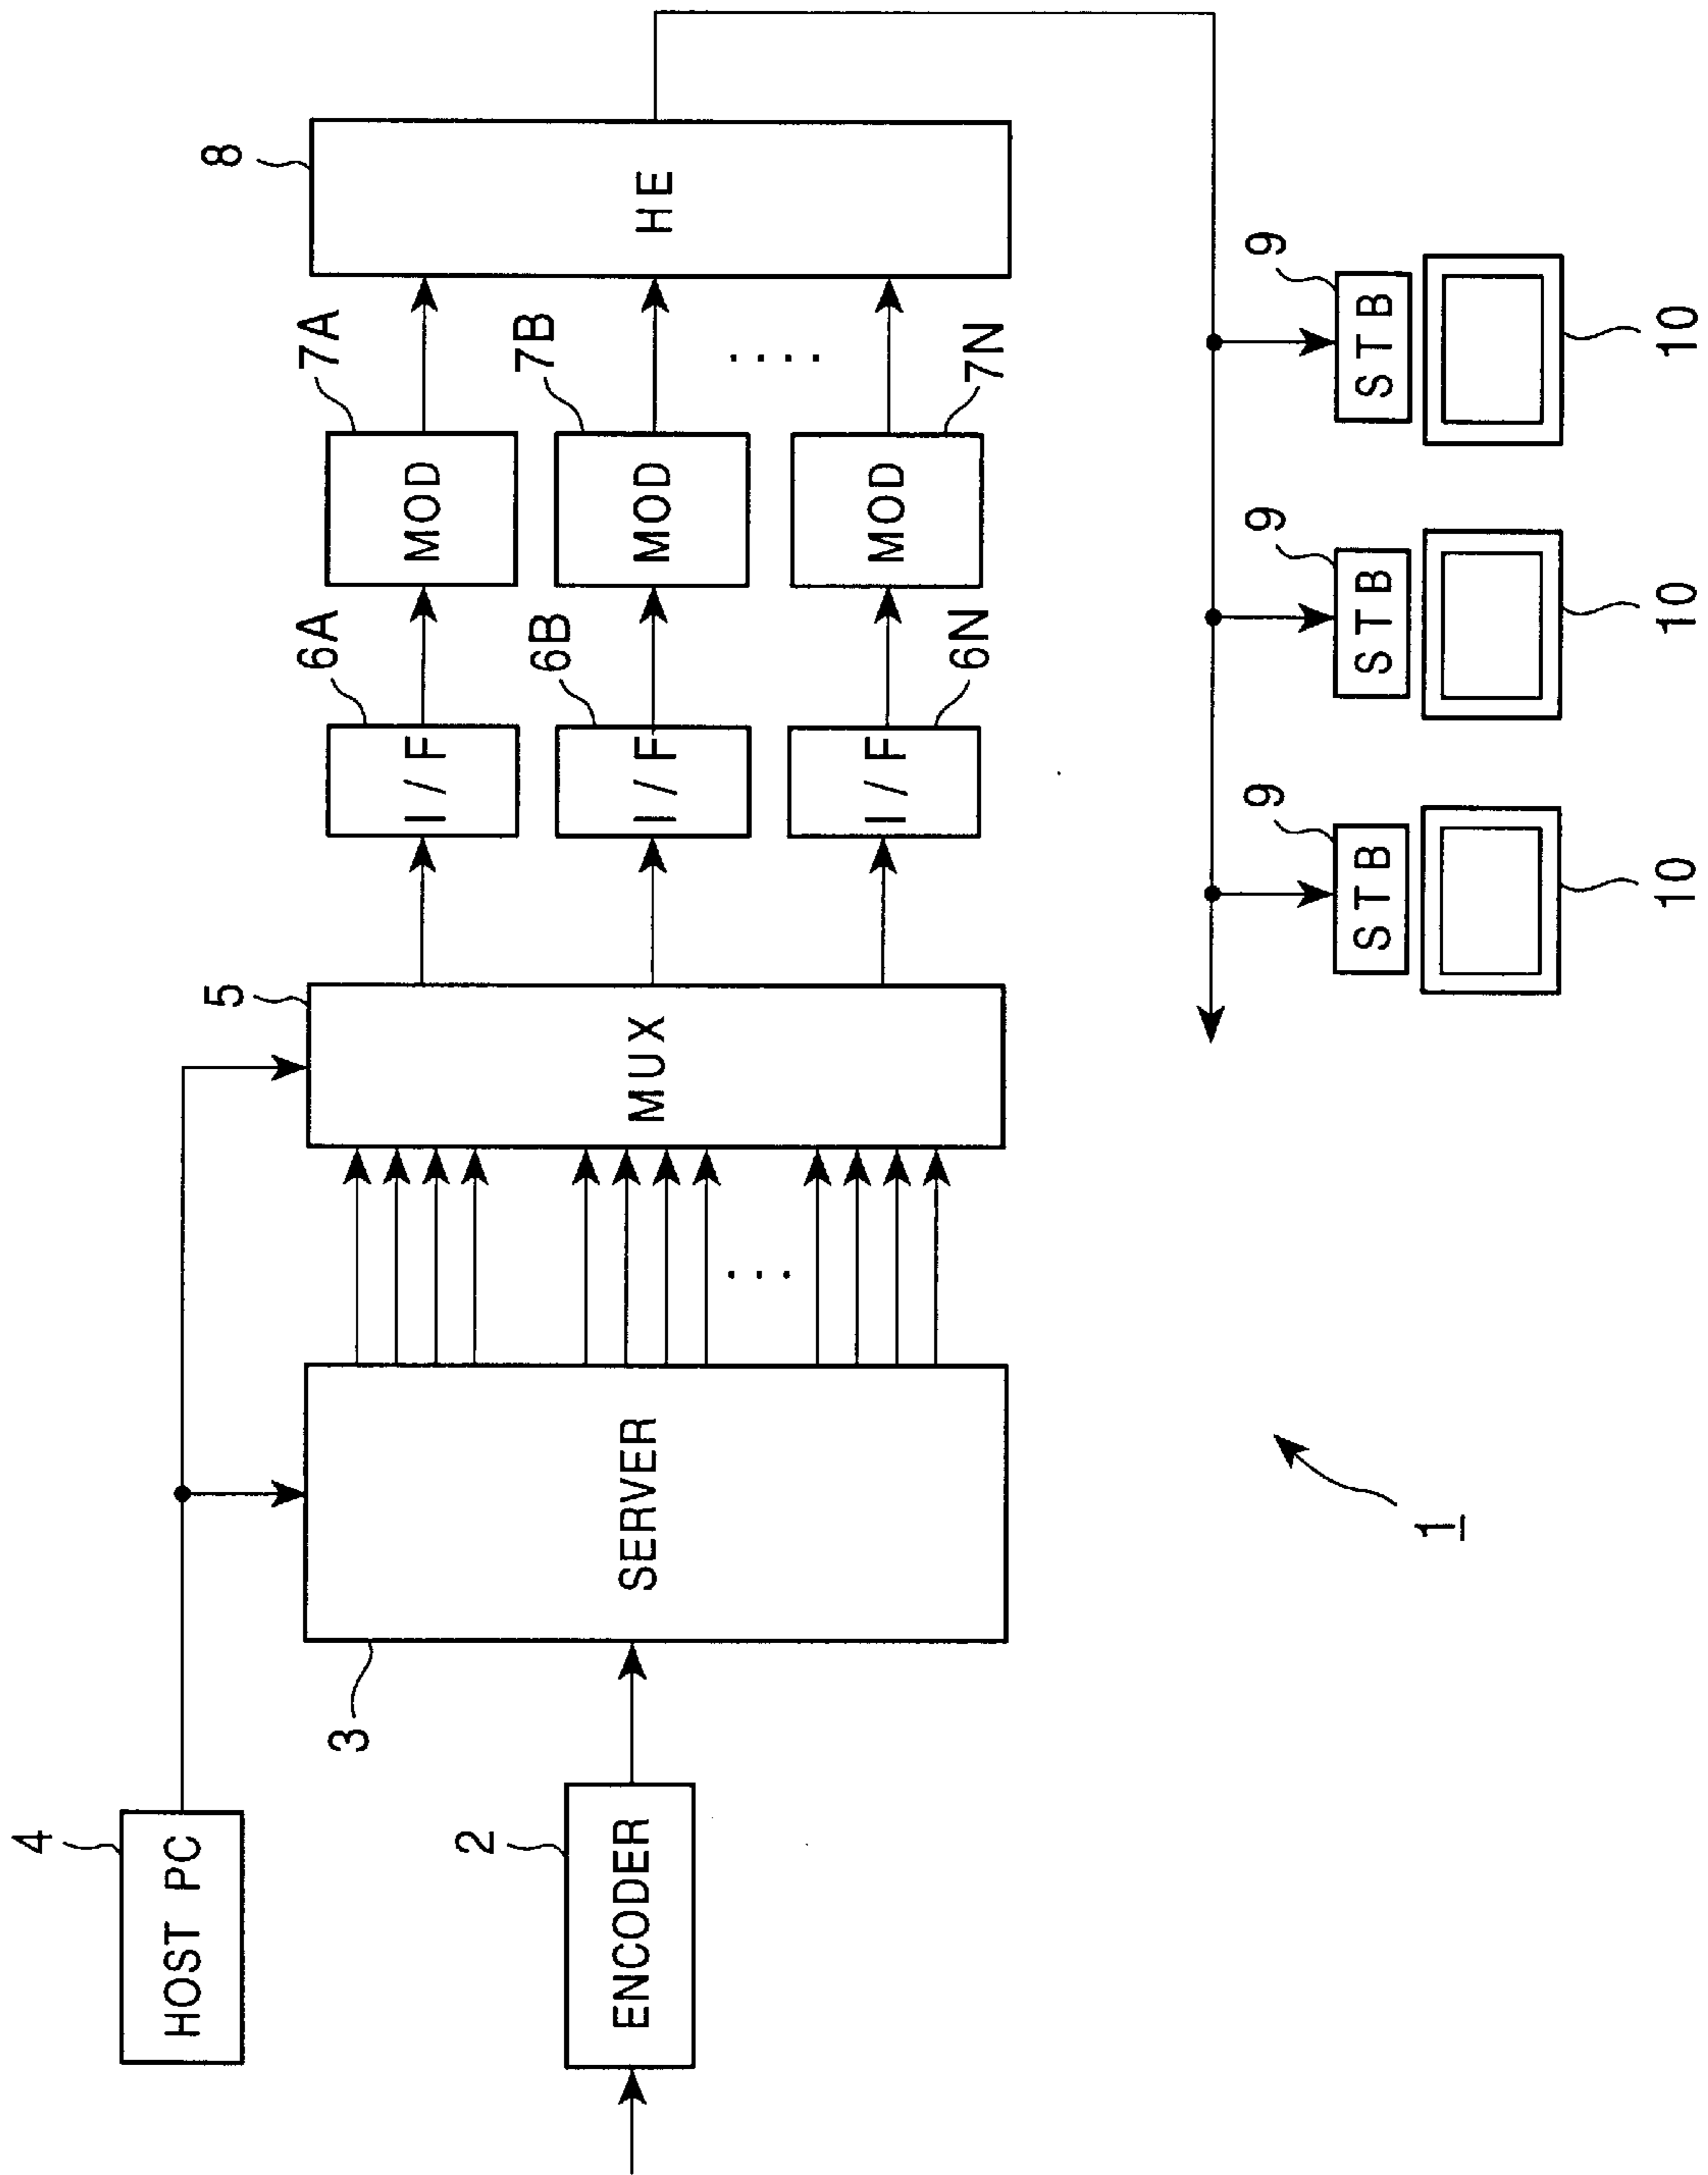 4
HOST PC
2
ENCODER
3
SERVER
...
5
MUX
6A
I/F
6B
I/F
6N
I/F
7A
MOD
7B
MOD
....
7N
MOD
8
HE
9
STB
10
9
STB
10
9
STB
10
1